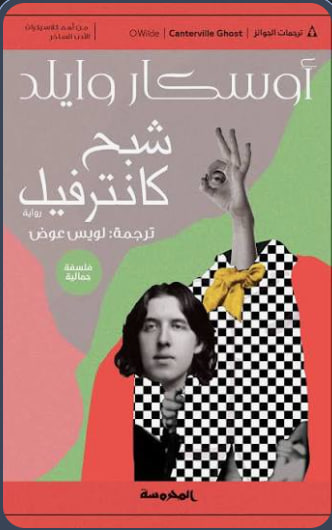 ترجمات الجوائز | OWilde | Canterville Ghost
من أهم كلاسيكيات
الأدب الساخر
أوسكار وايلد
شبح
كانترفيل
رواية
ترجمة: لويس عوض
فلسفة
جمالية
المحروسة